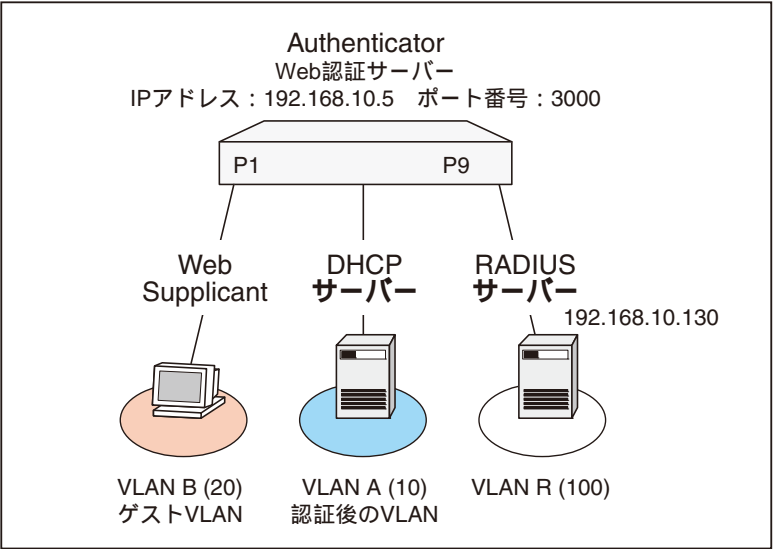 Authenticator
Web認証サーバー
IPアドレス：192.168.10.5　ポート番号：3000
P1
P9
Web
Supplicant
DHCP
サーバー
RADIUS
サーバー
192.168.10.130
VLAN B (20)
ゲストVLAN
VLAN A (10)
認証後のVLAN
VLAN R (100)